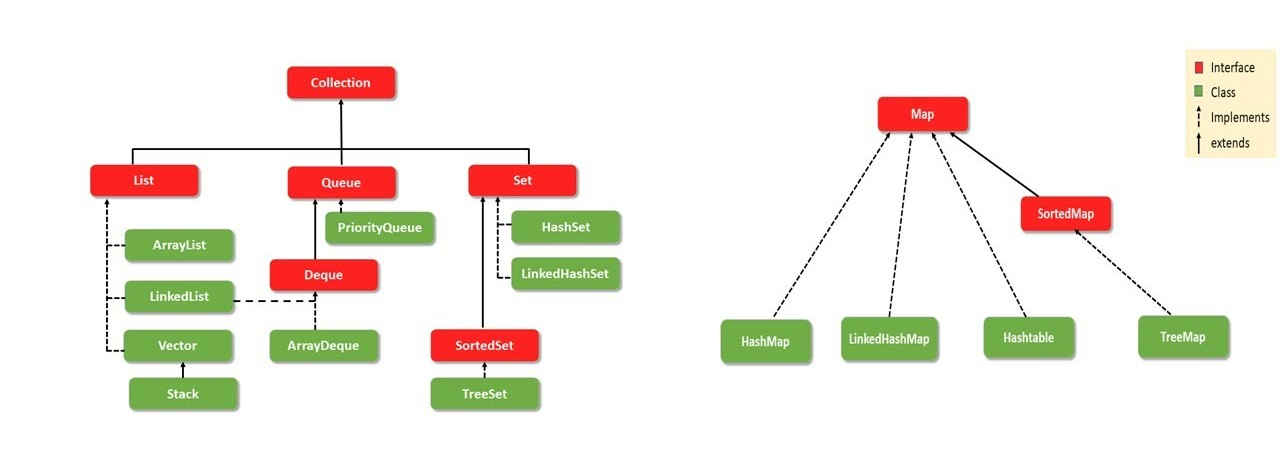 Collection
List
Queue
Set
PriorityQueue
HashSet
ArrayList
Deque
LinkedHashSet
LinkedList
Vector
ArrayDeque
SortedSet
Stack
TreeSet
Map
SortedMap
HashMap
LinkedHashMap
Hashtable
TreeMap
Interface
Class
Implements
extends